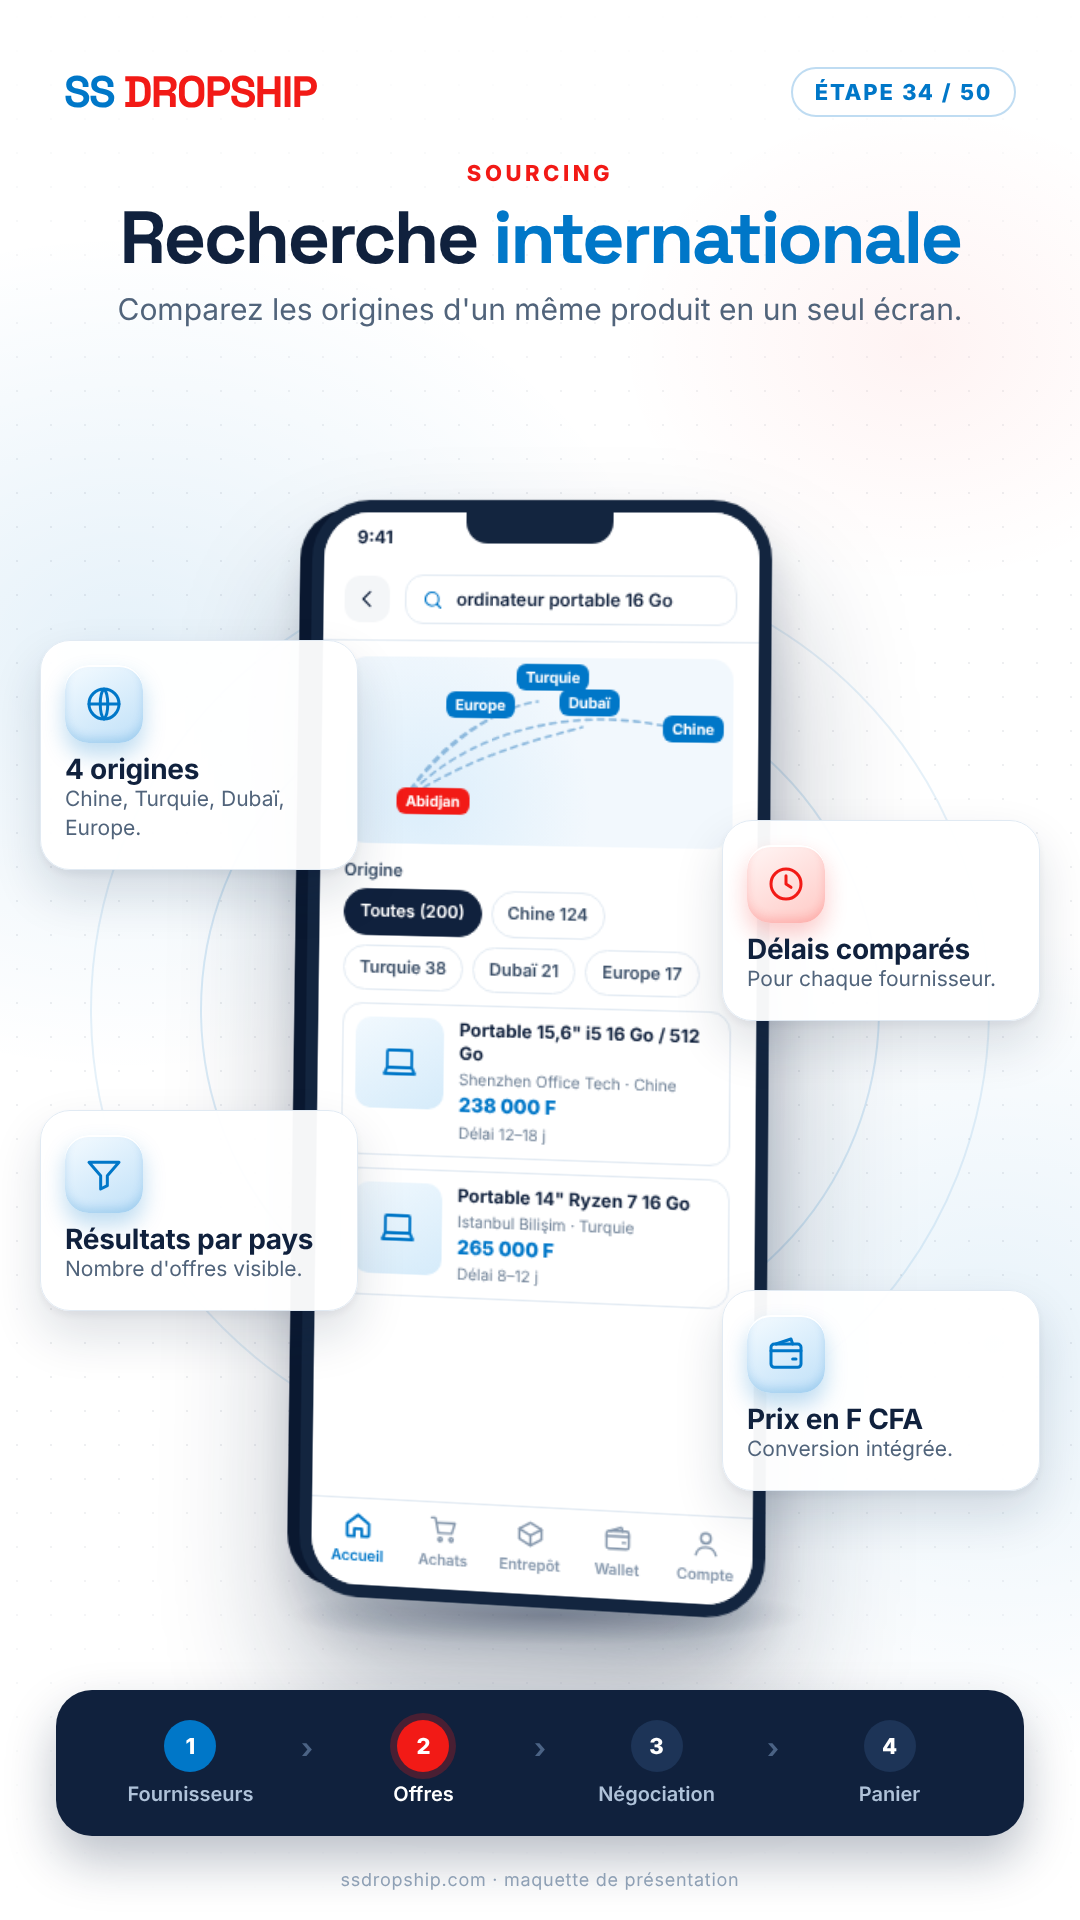 SS DROPSHIP
ÉTAPE 34 / 50
SOURCING
Recherche internationale
Comparez les origines d'un même produit en un seul écran.
9:41
ordinateur portable 16 Go
Turquie
Europe
Dubaï
Chine
Abidjan
4 origines
Chine, Turquie, Dubaï,
Europe.
Origine
Toutes (200)
Chine 124
Turquie 38
Dubaï 21
Europe 17
Délais comparés
Pour chaque fournisseur.
Portable 15,6" i5 16 Go / 512
Go
Shenzhen Office Tech · Chine
238 000 F
Délai 12–18 j
Résultats par pays
Nombre d'offres visible.
Portable 14" Ryzen 7 16 Go
Istanbul Bilişim · Turquie
265 000 F
Délai 8–12 j
Prix en F CFA
Conversion intégrée.
Accueil
Achats
Entrepôt
Wallet
Compte
1
2
3
4
Fournisseurs
Offres
Négociation
Panier
ssdropship.com · maquette de présentation